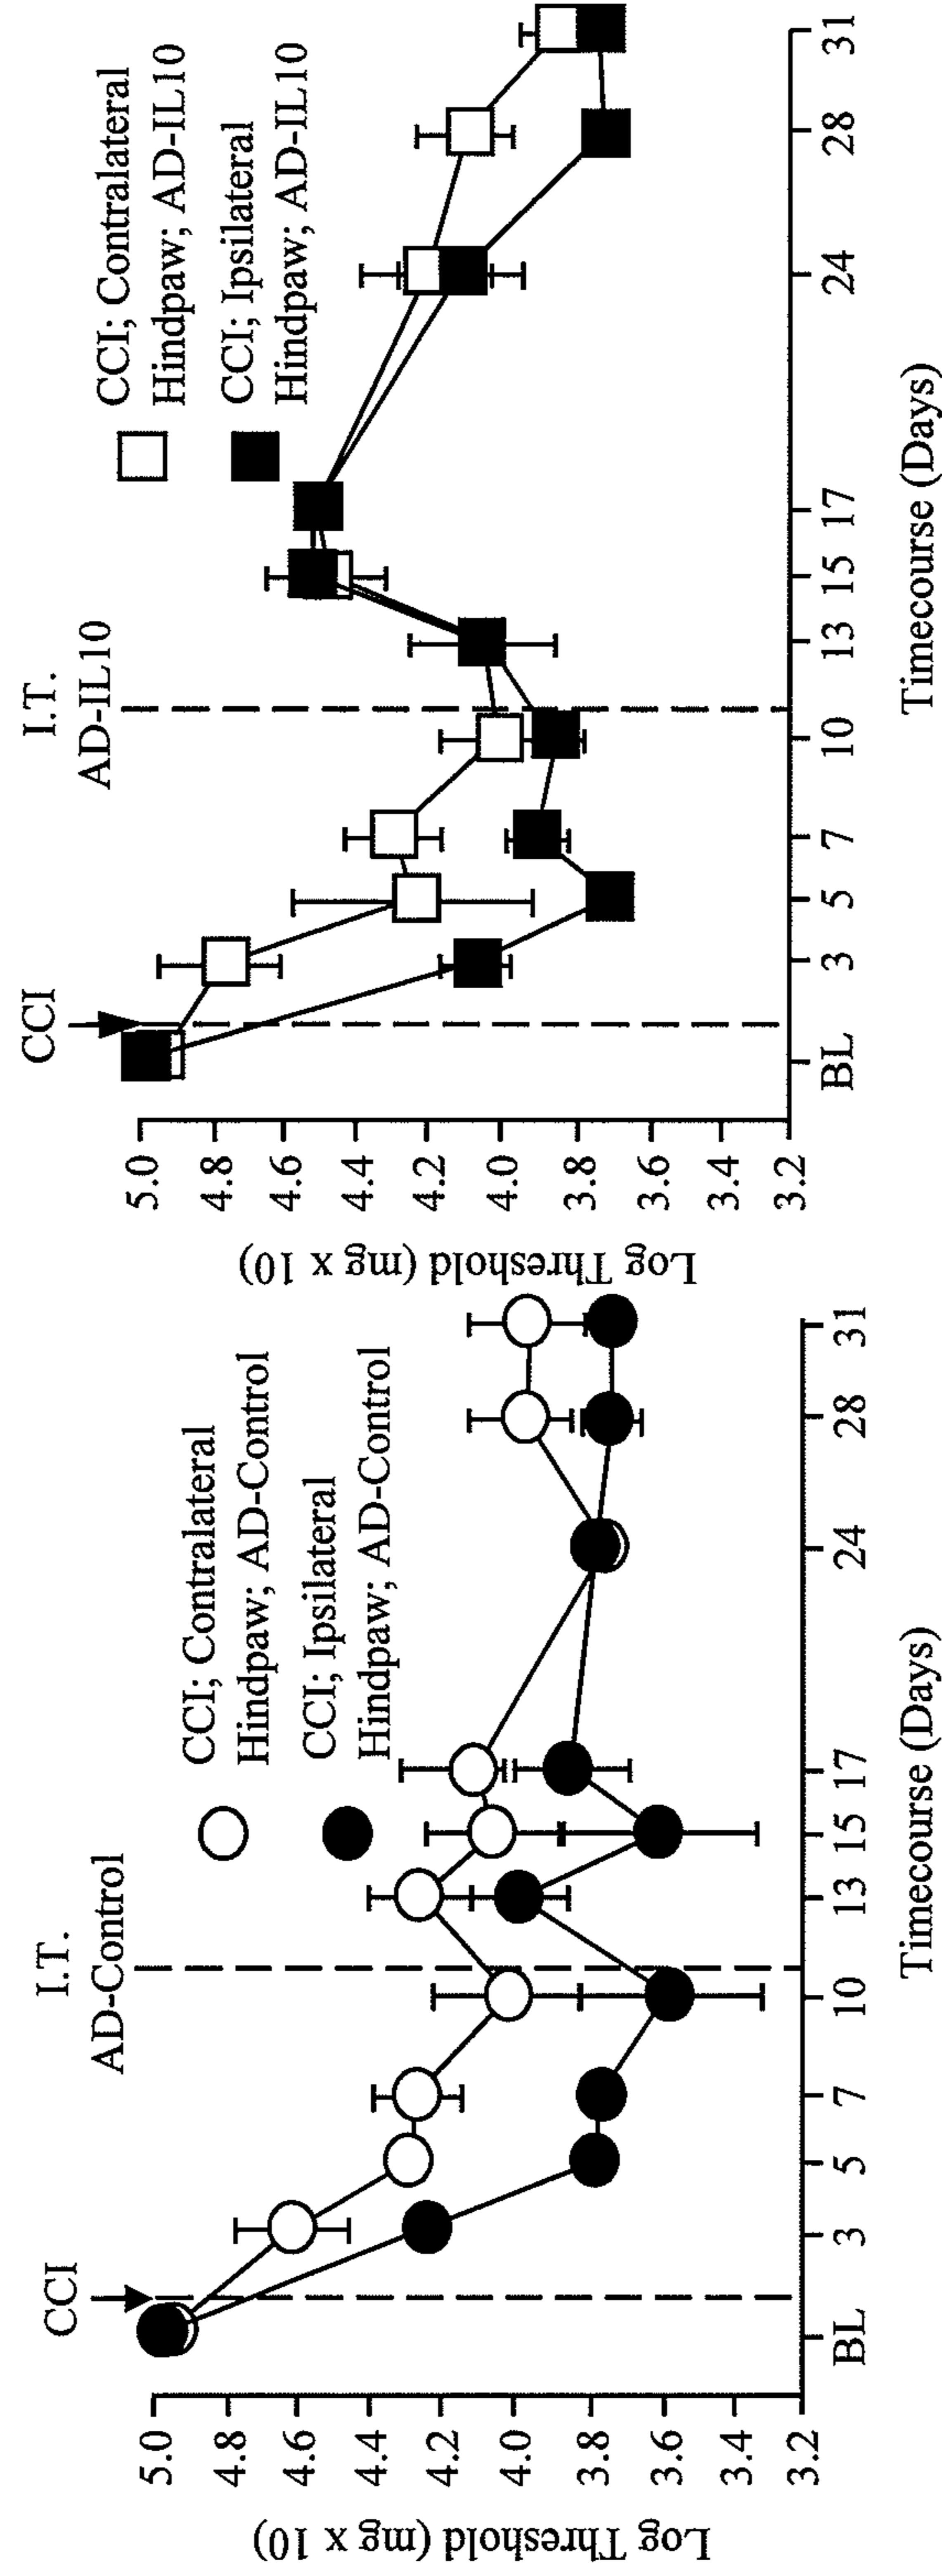 CCI
I.T.
AD-Control
CCI; Contralateral
Hindpaw; AD-Control
CCI; Ipsilateral
Hindpaw; AD-Control
Log Threshold (mg x 10)
5.0
4.8
4.6
4.4
4.2
4.0
3.8
3.6
3.4
3.2
BL 3 5 7 10 13 15 17 24 28 31
Timecourse (Days)
CCI
I.T.
AD-IL10
CCI; Contralateral
Hindpaw; AD-IL10
CCI; Ipsilateral
Hindpaw; AD-IL10
Log Threshold (mg x 10)
5.0
4.8
4.6
4.4
4.2
4.0
3.8
3.6
3.4
3.2
BL 3 5 7 10 13 15 17 24 28 31
Timecourse (Days)